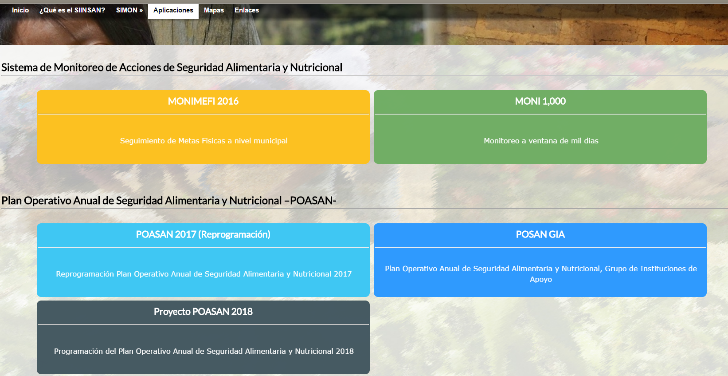 Inicio ¿Qué es el SIINSAN? SIMON » Aplicaciones Mapas Enlaces
Sistema de Monitoreo de Acciones de Seguridad Alimentaria y Nutricional
MONIMEFI 2016
Seguimiento de Metas Físicas a nivel municipal
MONI 1,000
Monitoreo a ventana de mil días
Plan Operativo Anual de Seguridad Alimentaria y Nutricional –POASAN-
POASAN 2017 (Reprogramación)
Reprogramación Plan Operativo Anual de Seguridad Alimentaria y Nutricional 2017
POSAN GIA
Plan Operativo Anual de Seguridad Alimentaria y Nutricional, Grupo de Instituciones de
Apoyo
Proyecto POASAN 2018
Programación del Plan Operativo Anual de Seguridad Alimentaria y Nutricional 2018